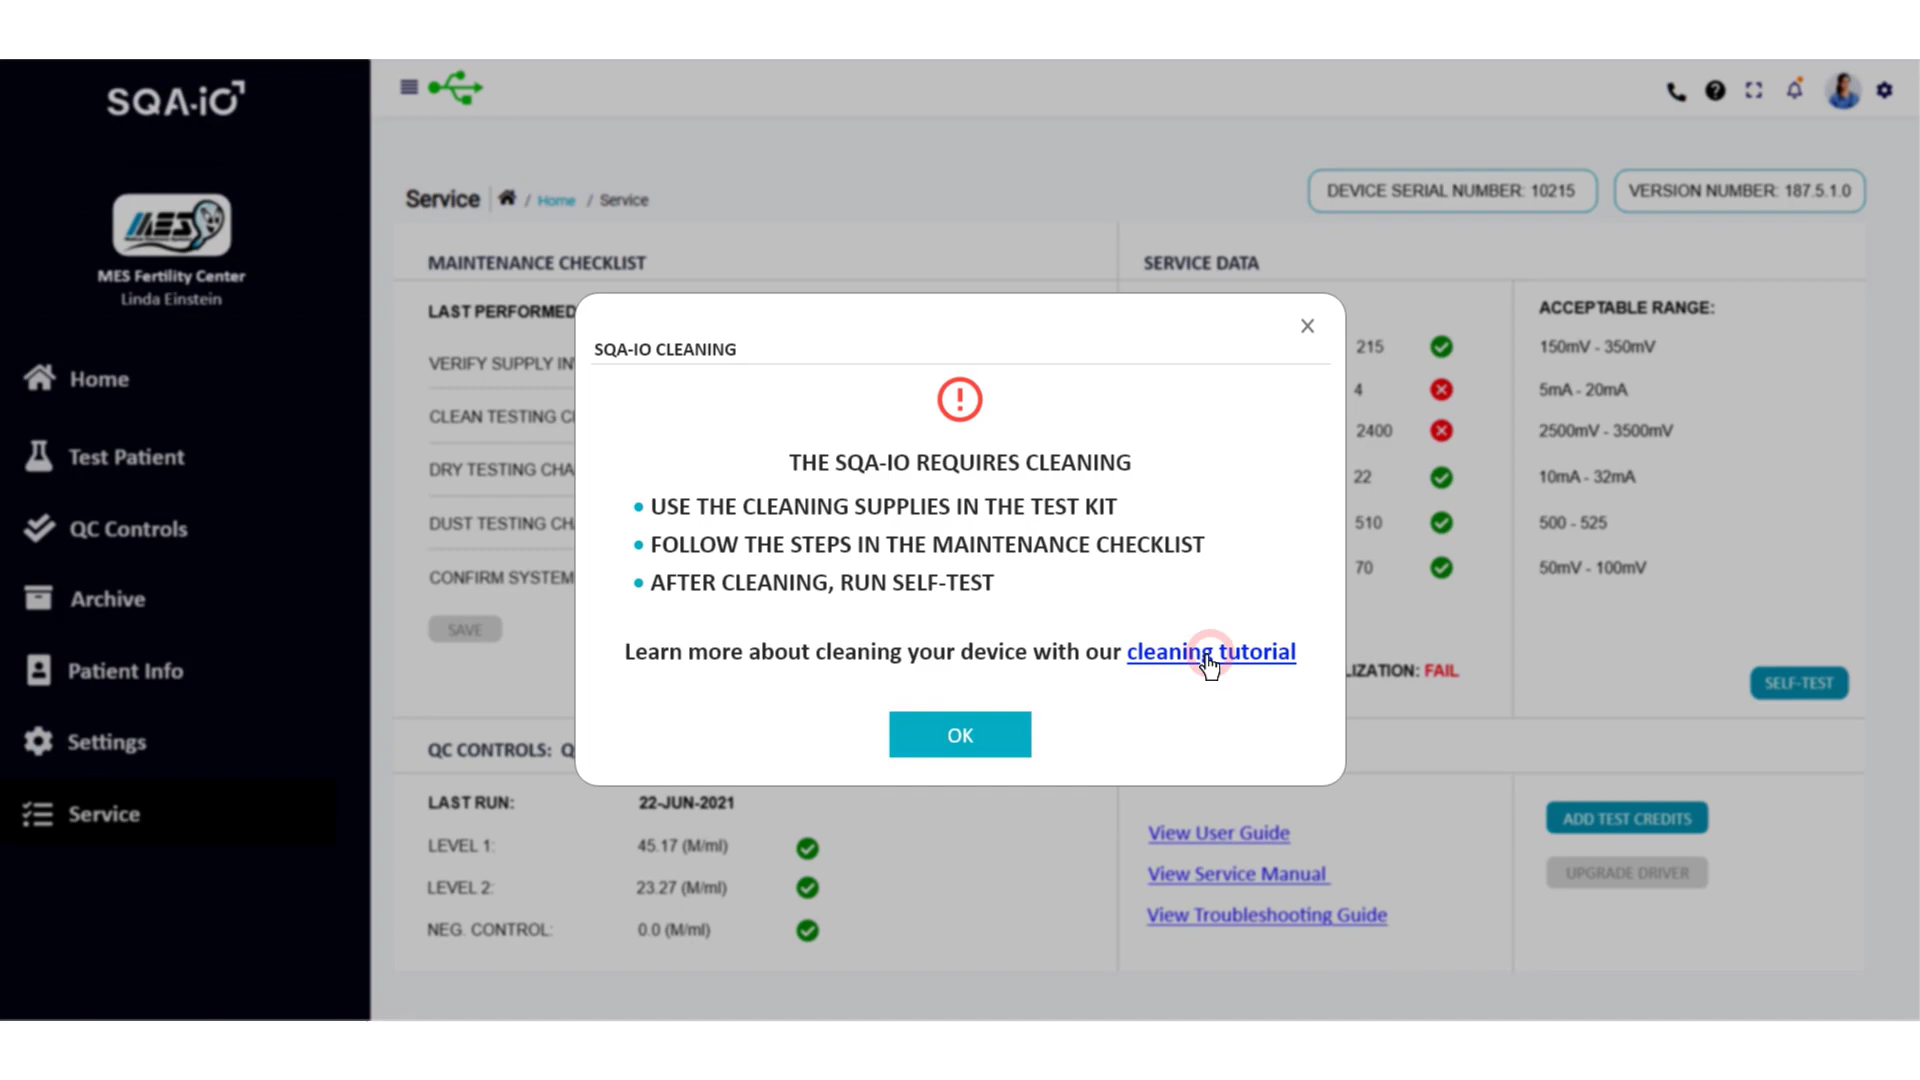 SQA-iO
MES
MES Fertility Center
Linda Einstein
Home
Test Patient
QC Controls
Archive
Patient Info
Settings
Service
Service / Home / Service
DEVICE SERIAL NUMBER: 10215
VERSION NUMBER: 187.5.1.0
MAINTENANCE CHECKLIST
SERVICE DATA
LAST PERFORMED
VERIFY SUPPLY
CLEAN TESTING
DRY TESTING
DUST TESTING
CONFIRM SYSTEM
SAVE
ACCEPTABLE RANGE:
215 150mV - 350mV
4 5mA - 20mA
2400 2500mV - 3500mV
22 10mA - 32mA
510 500 - 525
70 50mV - 100mV
FAIL
SELF-TEST
SQA-IO CLEANING
THE SQA-IO REQUIRES CLEANING
• USE THE CLEANING SUPPLIES IN THE TEST KIT
• FOLLOW THE STEPS IN THE MAINTENANCE CHECKLIST
• AFTER CLEANING, RUN SELF-TEST
Learn more about cleaning your device with our cleaning tutorial
OK
QC CONTROLS:
LAST RUN: 22-JUN-2021
LEVEL 1: 45.17 (M/ml)
LEVEL 2: 23.27 (M/ml)
NEG. CONTROL: 0.0 (M/ml)
View User Guide
View Service Manual
View Troubleshooting Guide
ADD TEST CREDITS
UPGRADE DRIVER